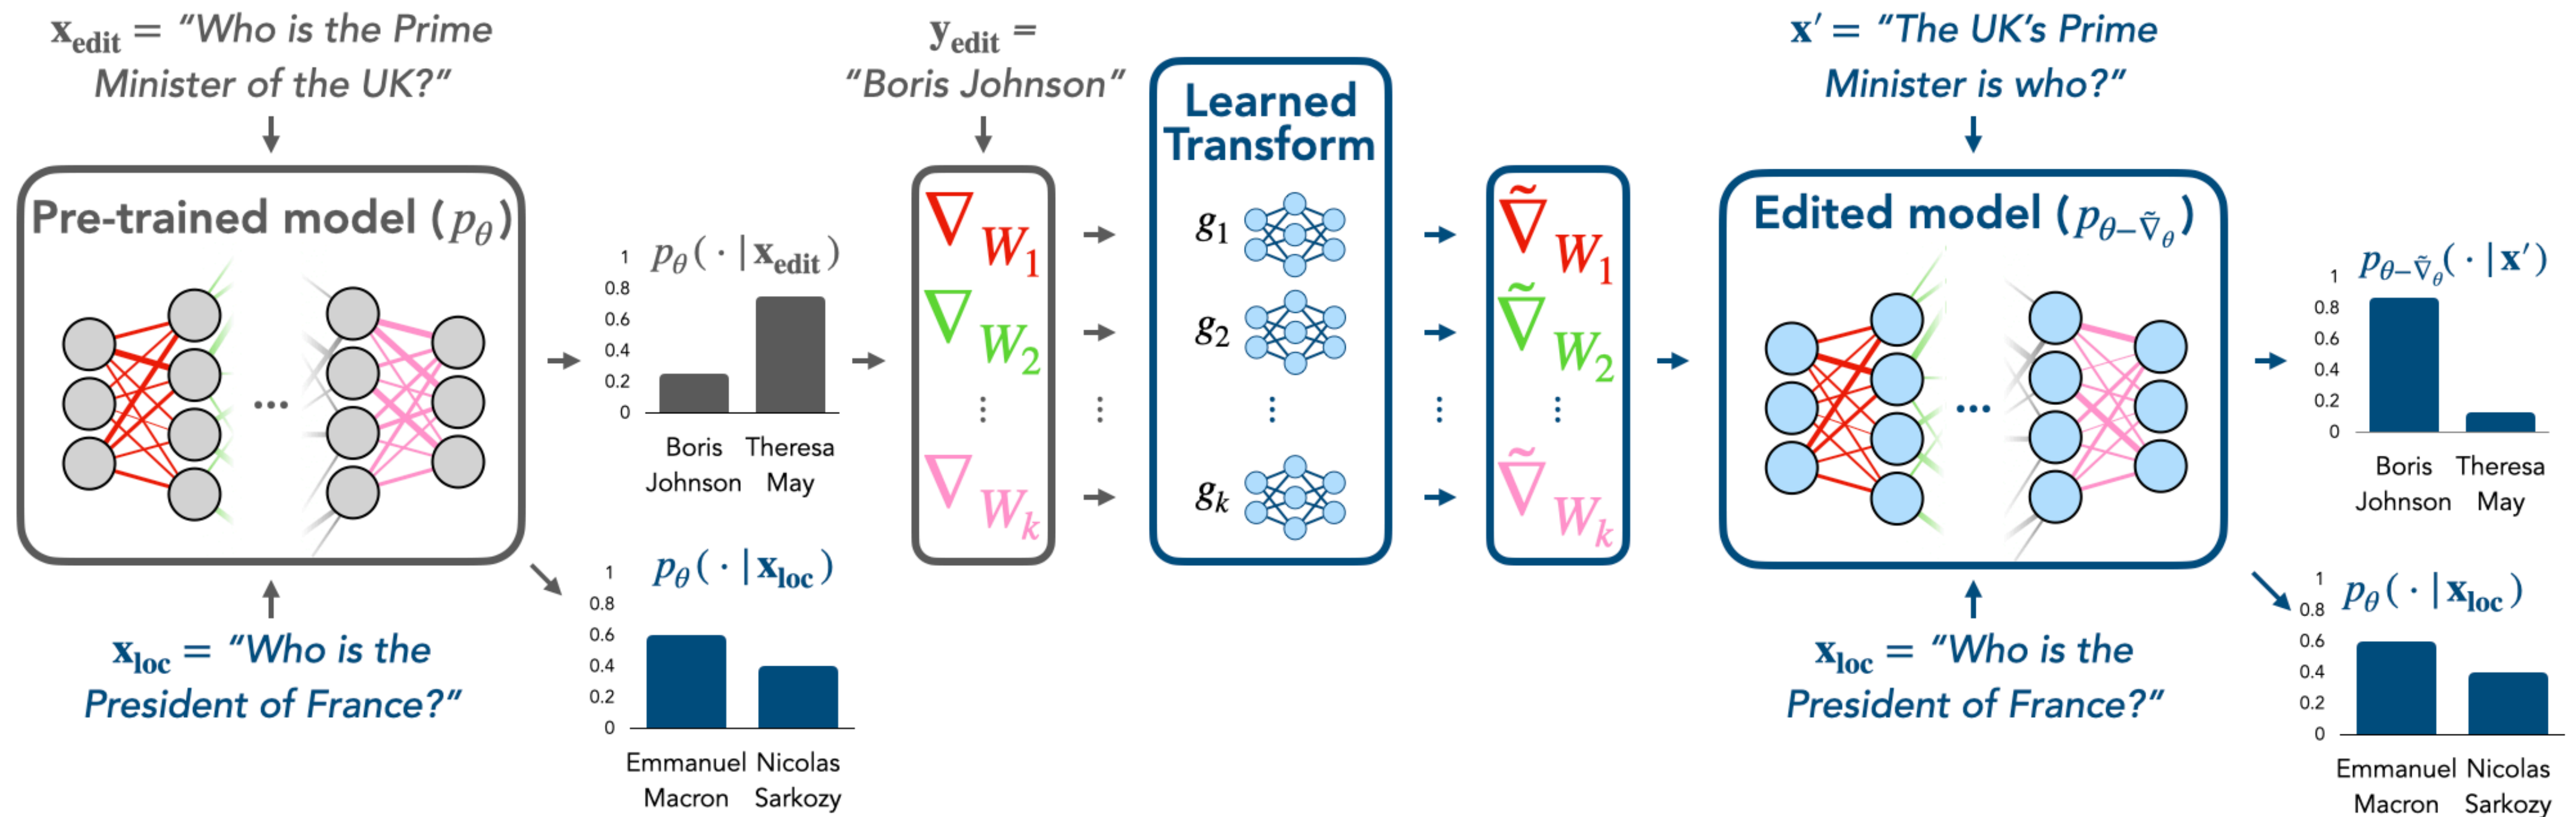 x_edit = “Who is the Prime
Minister of the UK?”
Pre-trained model (p_θ)
...
x_loc = “Who is the
President of France?”
p_θ( · | x_edit)
1
0.8
0.6
0.4
0.2
0
Boris Theresa
Johnson May
p_θ( · | x_loc)
1
0.8
0.6
0.4
0.2
0
Emmanuel Nicolas
Macron Sarkozy
y_edit =
“Boris Johnson”
∇W_1
∇W_2
⋮
∇W_k
⋮
Learned
Transform
g_1
g_2
⋮
g_k
⋮
∇̃W_1
∇̃W_2
⋮
∇̃W_k
x′ = “The UK’s Prime
Minister is who?”
Edited model (p_θ−∇̃_θ)
...
x_loc = “Who is the
President of France?”
p_θ−∇̃_θ( · | x′)
1
0.8
0.6
0.4
0.2
0
Boris Theresa
Johnson May
p_θ( · | x_loc)
1
0.8
0.6
0.4
0.2
0
Emmanuel Nicolas
Macron Sarkozy